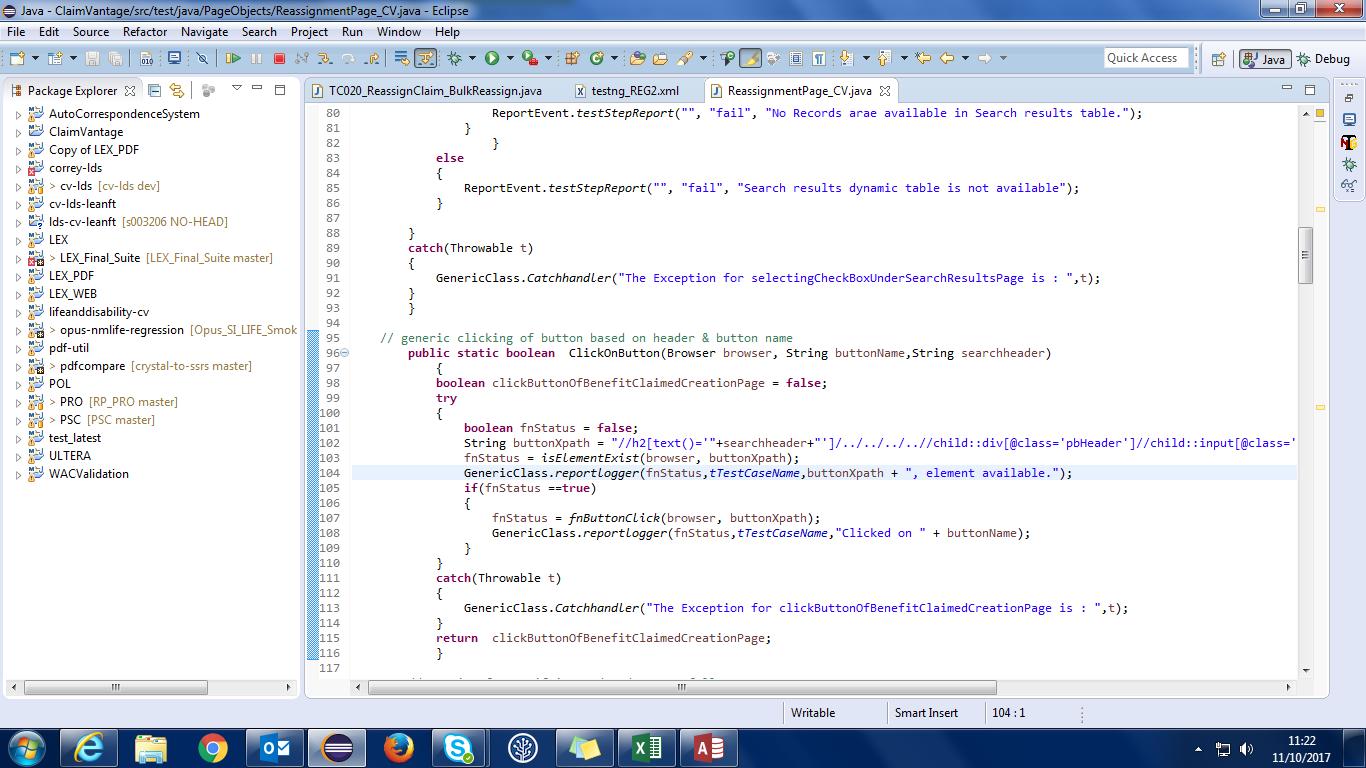 Java - ClaimVantage/src/test/java/PageObjects/ReassignmentPage_CV.java - Eclipse
File Edit Source Refactor Navigate Search Project Run Window Help
Quick Access Java Debug
Package Explorer
AutoCorrespondenceSystem
ClaimVantage
Copy of LEX_PDF
correy-lds
> cv-lds [cv-lds dev]
cv-lds-leanft
lds-cv-leanft [s003206 NO-HEAD]
LEX
> LEX_Final_Suite [LEX_Final_Suite master]
LEX_PDF
LEX_WEB
lifeanddisability-cv
> opus-nmlife-regression [Opus_SI_LIFE_Smok
pdf-util
> pdfcompare [crystal-to-ssrs master]
POL
> PRO [RP_PRO master]
> PSC [PSC master]
test_latest
ULTERA
WACValidation
TC020_ReassignClaim_BulkReassign.java testng_REG2.xml ReassignmentPage_CV.java
80 ReportEvent.testStepReport("", "fail", "No Records arae available in Search results table.");
81 }
82 }
83 else
84 {
85 ReportEvent.testStepReport("", "fail", "Search results dynamic table is not available");
86 }
87
88 }
89 catch(Throwable t)
90 {
91 GenericClass.Catchhandler("The Exception for selectingCheckBoxUnderSearchResultsPage is : ",t);
92 }
93 }
94
95 // generic clicking of button based on header & button name
96 public static boolean ClickOnButton(Browser browser, String buttonName,String searchheader)
97 {
98 boolean clickButtonOfBenefitClaimedCreationPage = false;
99 try
100 {
101 boolean fnStatus = false;
102 String buttonXpath = "//h2[text()='"+searchheader+"']/../../../..//child::div[@class='pbHeader']//child::input[@class='
103 fnStatus = isElementExist(browser, buttonXpath);
104 GenericClass.reportlogger(fnStatus,tTestCaseName,buttonXpath + ", element available.");
105 if(fnStatus ==true)
106 {
107 fnStatus = fnButtonClick(browser, buttonXpath);
108 GenericClass.reportlogger(fnStatus,tTestCaseName,"Clicked on " + buttonName);
109 }
110 }
111 catch(Throwable t)
112 {
113 GenericClass.Catchhandler("The Exception for clickButtonOfBenefitClaimedCreationPage is : ",t);
114 }
115 return clickButtonOfBenefitClaimedCreationPage;
116 }
117
Writable Smart Insert 104 : 1
11:22
11/10/2017